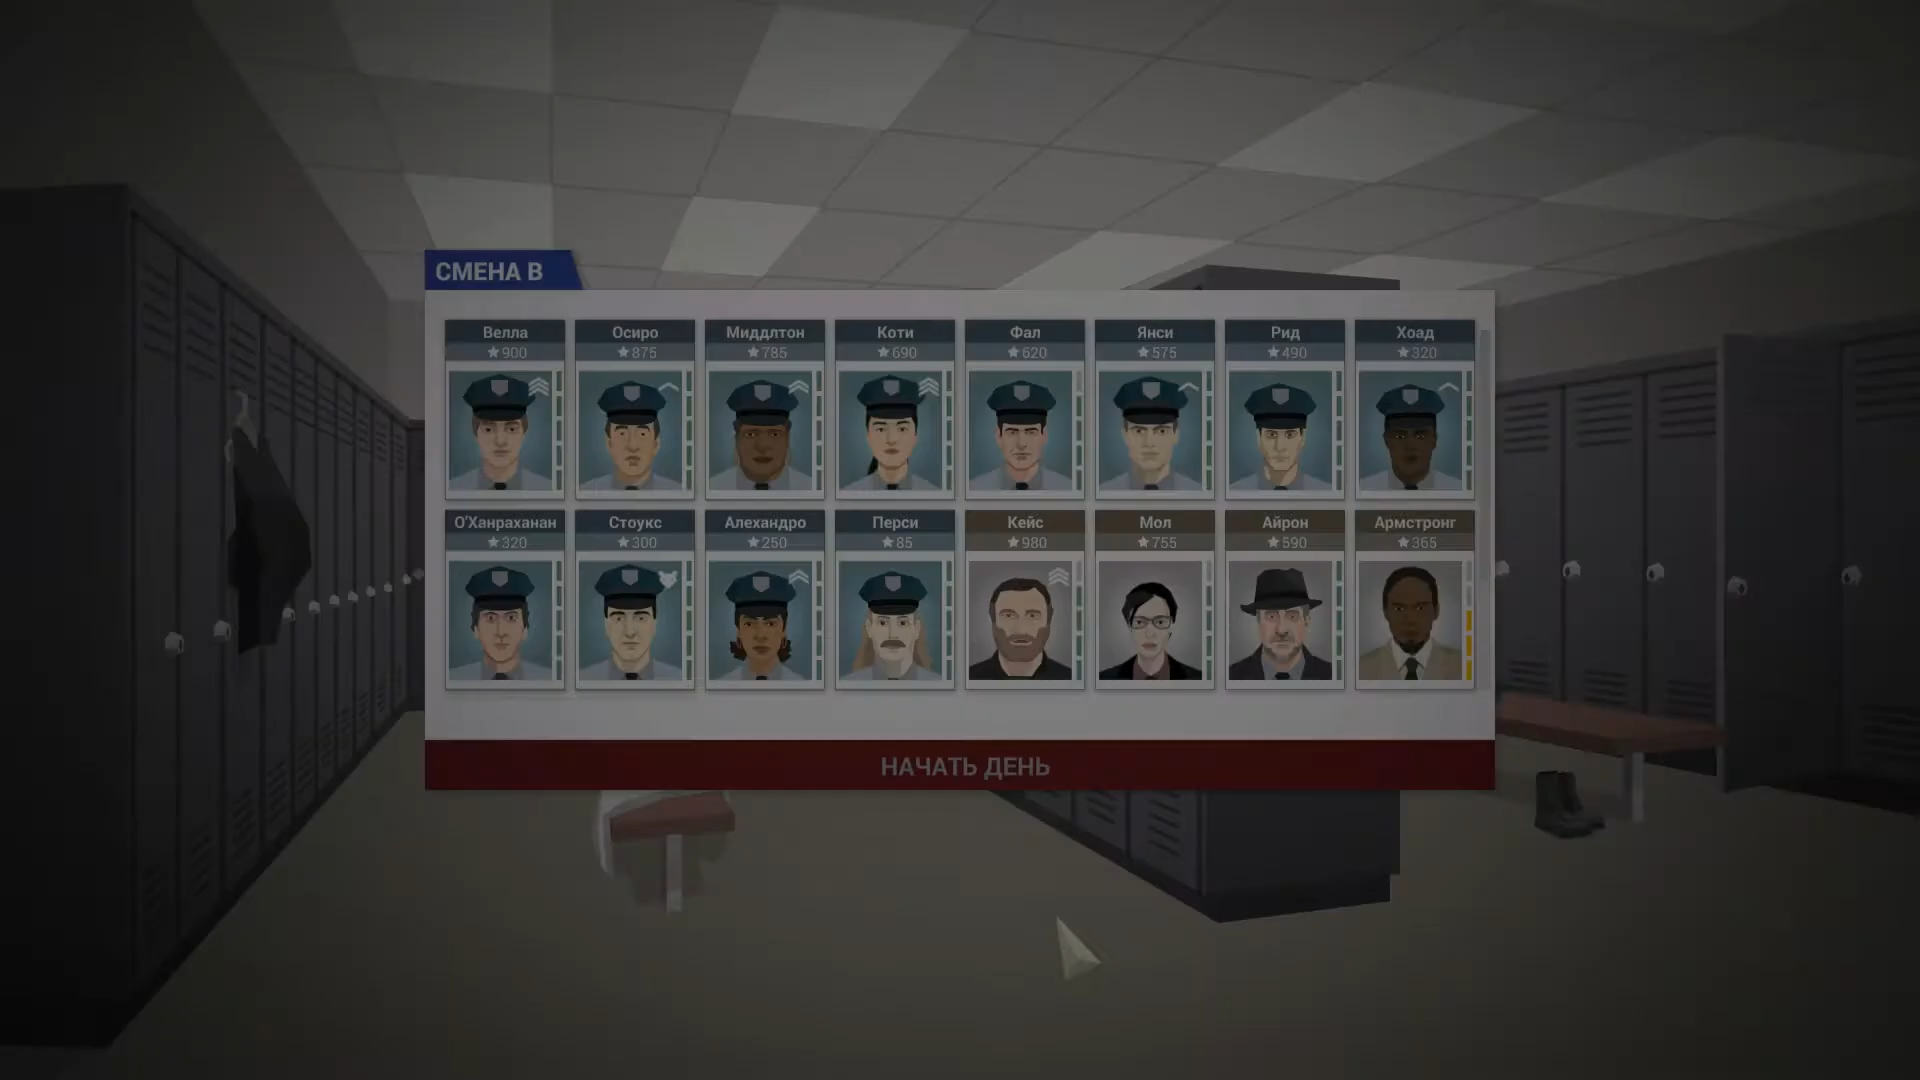 СМЕНА B
Велла Осиро Миддлтон Коти Фал Янси Рид Хоад
★900 ★875 ★785 ★690 ★620 ★575 ★490 ★320
О'Ханраханан Стоукс Алехандро Перси Кейс Мол Айрон Армстронг
★320 ★300 ★250 ★85 ★980 ★755 ★590 ★365
НАЧАТЬ ДЕНЬ